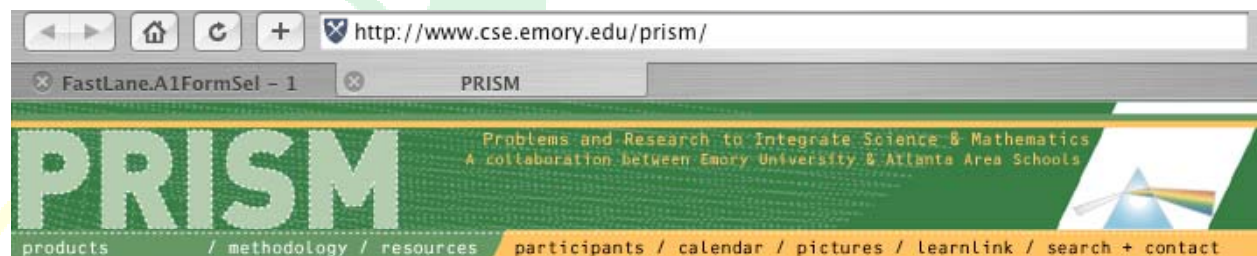 http://www.cse.emory.edu/prism/
FastLane.A1FormSel – 1 PRISM
PRISM
Problems and Research to Integrate Science & Mathematics
A collaboration between Emory University & Atlanta Area Schools
products / methodology / resources participants / calendar / pictures / learnlink / search + contact